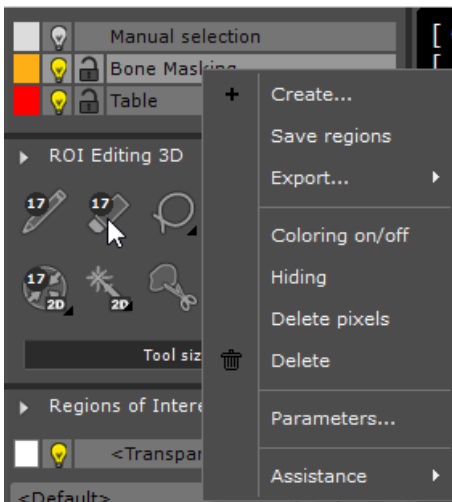 Manual selection
Bone Masking
Table
Create...
Save regions
Export...
Coloring on/off
Hiding
Delete pixels
Delete
Parameters...
Assistance
ROI Editing 3D
17
17
17
2D
2D
Tool siz
Regions of Intere
<Transpar
<Default>